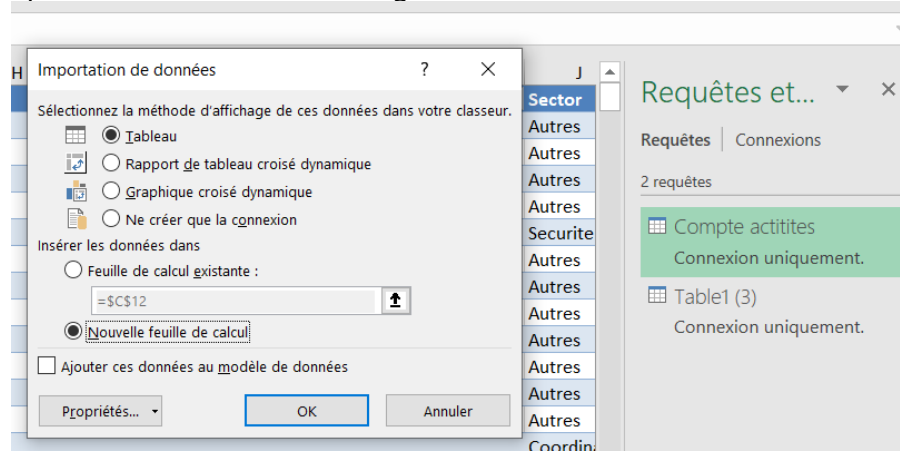 H
Importation de données ? ×
Sélectionnez la méthode d'affichage de ces données dans votre classeur.
Tableau
Rapport de tableau croisé dynamique
Graphique croisé dynamique
Ne créer que la connexion
Insérer les données dans
Feuille de calcul existante :
=$C$12
Nouvelle feuille de calcul
Ajouter ces données au modèle de données
Propriétés...
OK
Annuler
J
Sector
Autres
Autres
Autres
Autres
Securite
Autres
Autres
Autres
Autres
Autres
Autres
Autres
Coordin
Requêtes et... ×
Requêtes | Connexions
2 requêtes
Compte actitites
Connexion uniquement.
Table1 (3)
Connexion uniquement.